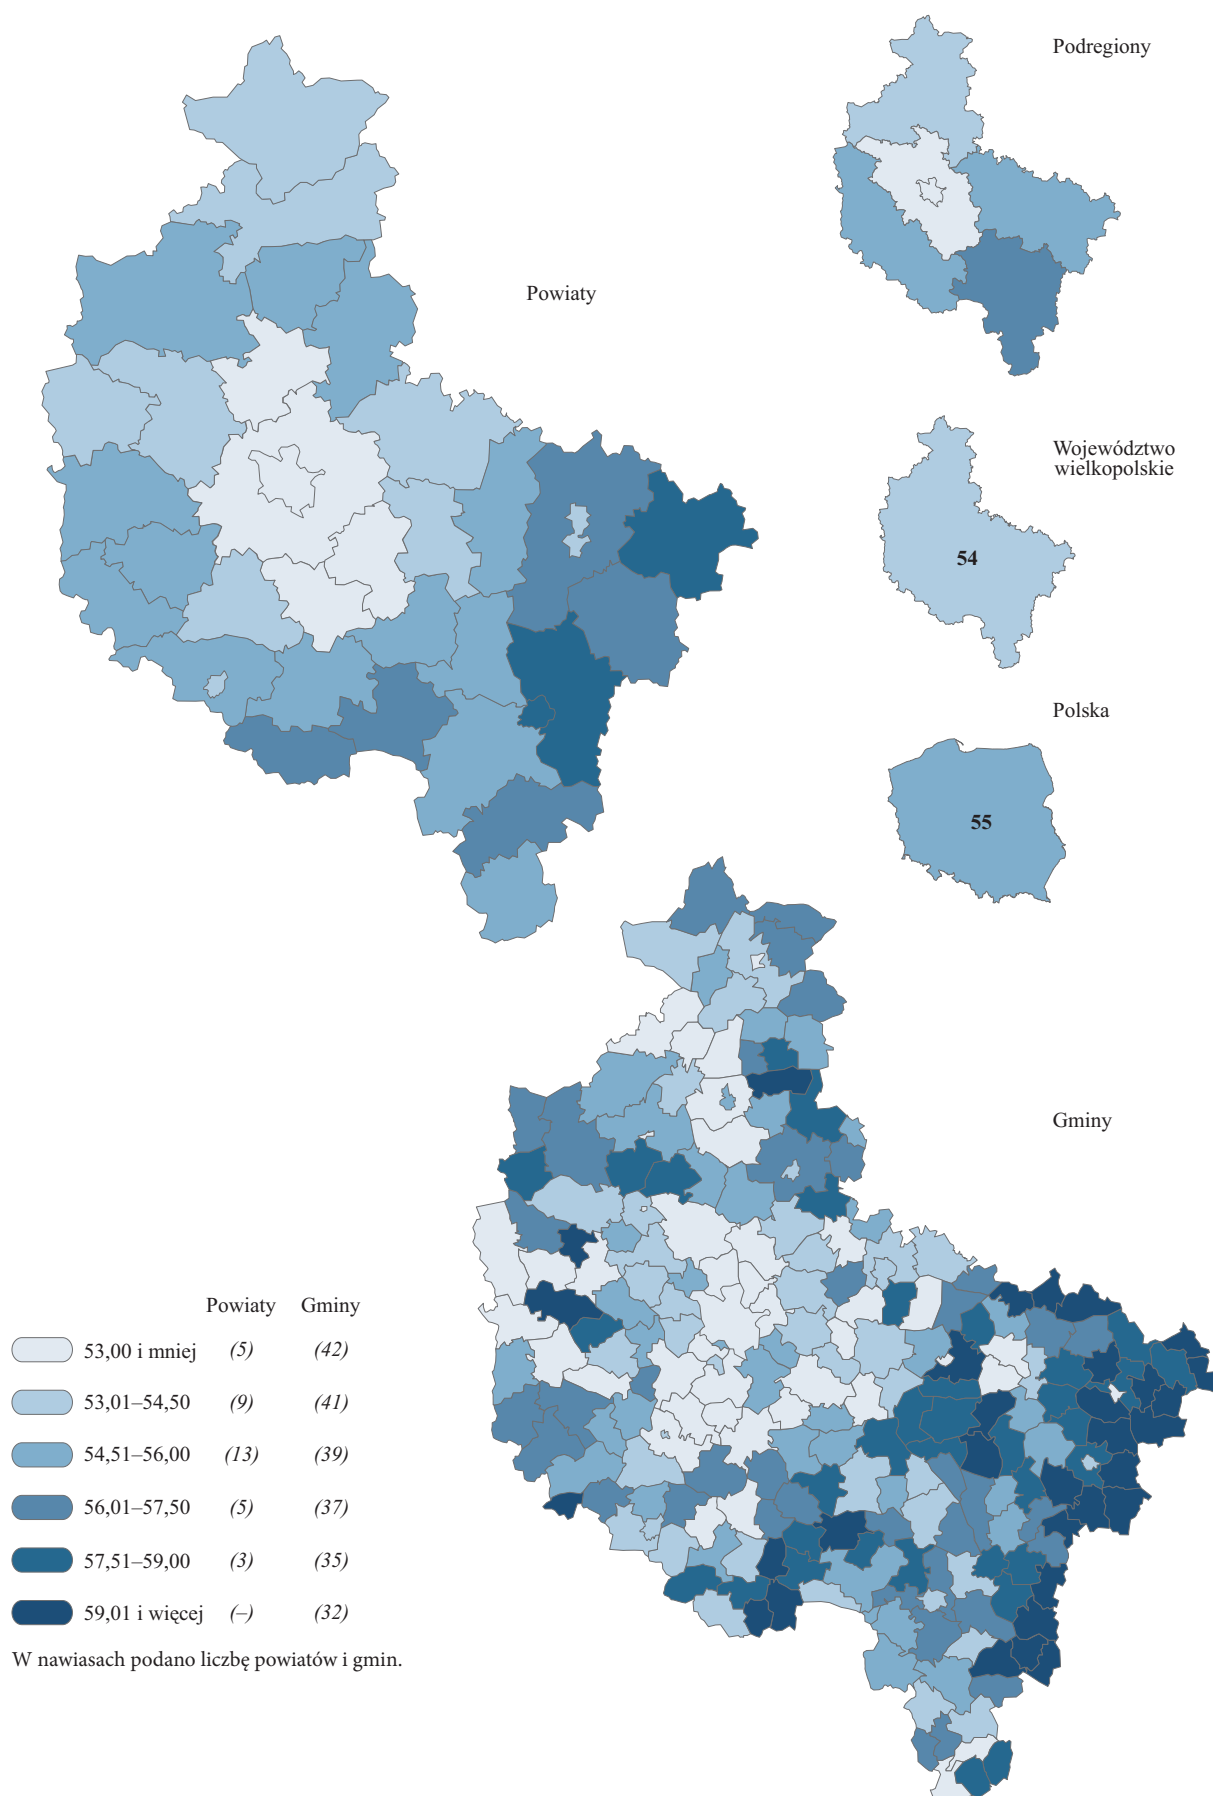 Podregiony
Powiaty
Województwo
wielkopolskie
54
Polska
55
Gminy
Powiaty Gminy
53,00 i mniej (5) (42)
53,01–54,50 (9) (41)
54,51–56,00 (13) (39)
56,01–57,50 (5) (37)
57,51–59,00 (3) (35)
59,01 i więcej (–) (32)
W nawiasach podano liczbę powiatów i gmin.